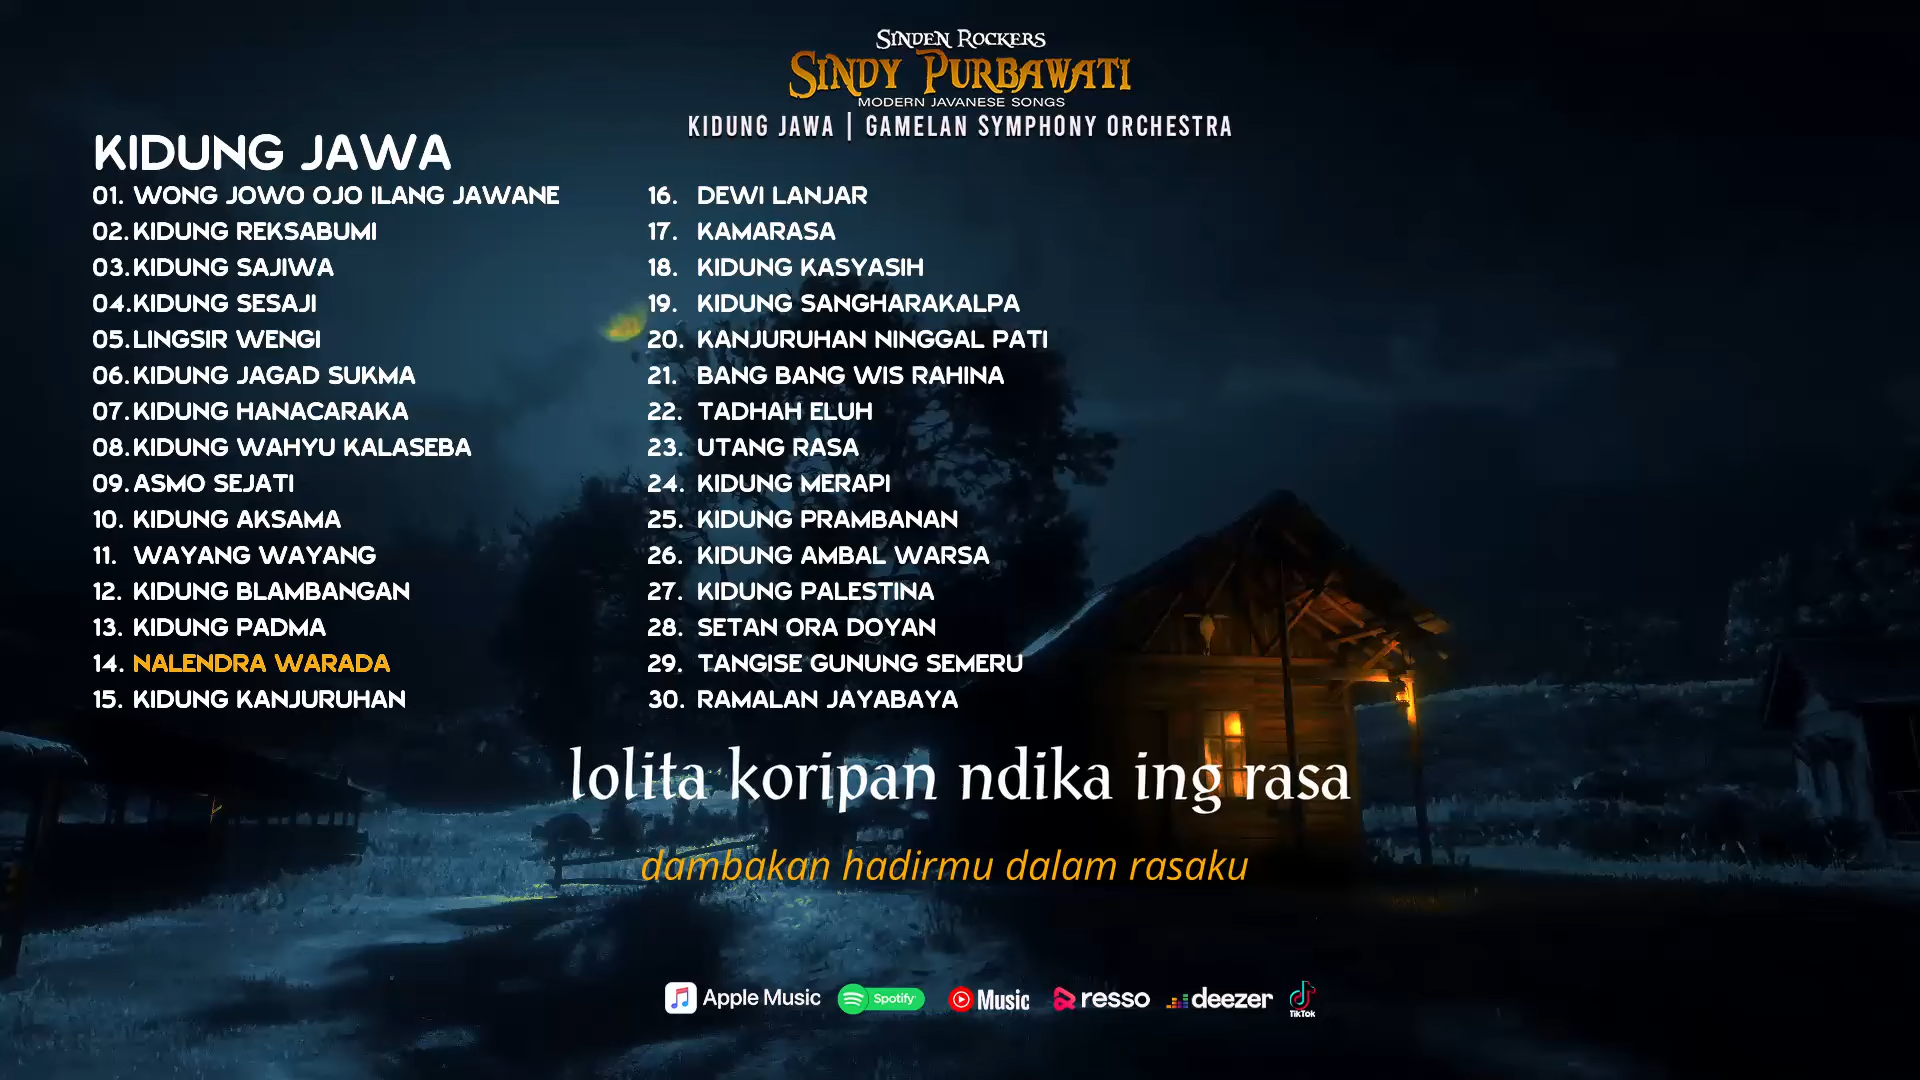 SINDEN ROCKERS
SINDY PURBAWATI
MODERN JAVANESE SONGS
KIDUNG JAWA | GAMELAN SYMPHONY ORCHESTRA
KIDUNG JAWA
01. WONG JOWO OJO ILANG JAWANE
02. KIDUNG REKSABUMI
03. KIDUNG SAJIWA
04. KIDUNG SESAJI
05. LINGSIR WENGI
06. KIDUNG JAGAD SUKMA
07. KIDUNG HANACARAKA
08. KIDUNG WAHYU KALASEBA
09. ASMO SEJATI
10. KIDUNG AKSAMA
11. WAYANG WAYANG
12. KIDUNG BLAMBANGAN
13. KIDUNG PADMA
14. NALENDRA WARADA
15. KIDUNG KANJURUHAN
16. DEWI LANJAR
17. KAMARASA
18. KIDUNG KASYASIH
19. KIDUNG SANGHARAKALPA
20. KANJURUHAN NINGGAL PATI
21. BANG BANG WIS RAHINA
22. TADHAH ELUH
23. UTANG RASA
24. KIDUNG MERAPI
25. KIDUNG PRAMBANAN
26. KIDUNG AMBAL WARSA
27. KIDUNG PALESTINA
28. SETAN ORA DOYAN
29. TANGISE GUNUNG SEMERU
30. RAMALAN JAYABAYA
lolita koripan ndika ing rasa
dambakan hadirmu dalam rasaku
Apple Music Spotify Music resso deezer TikTok